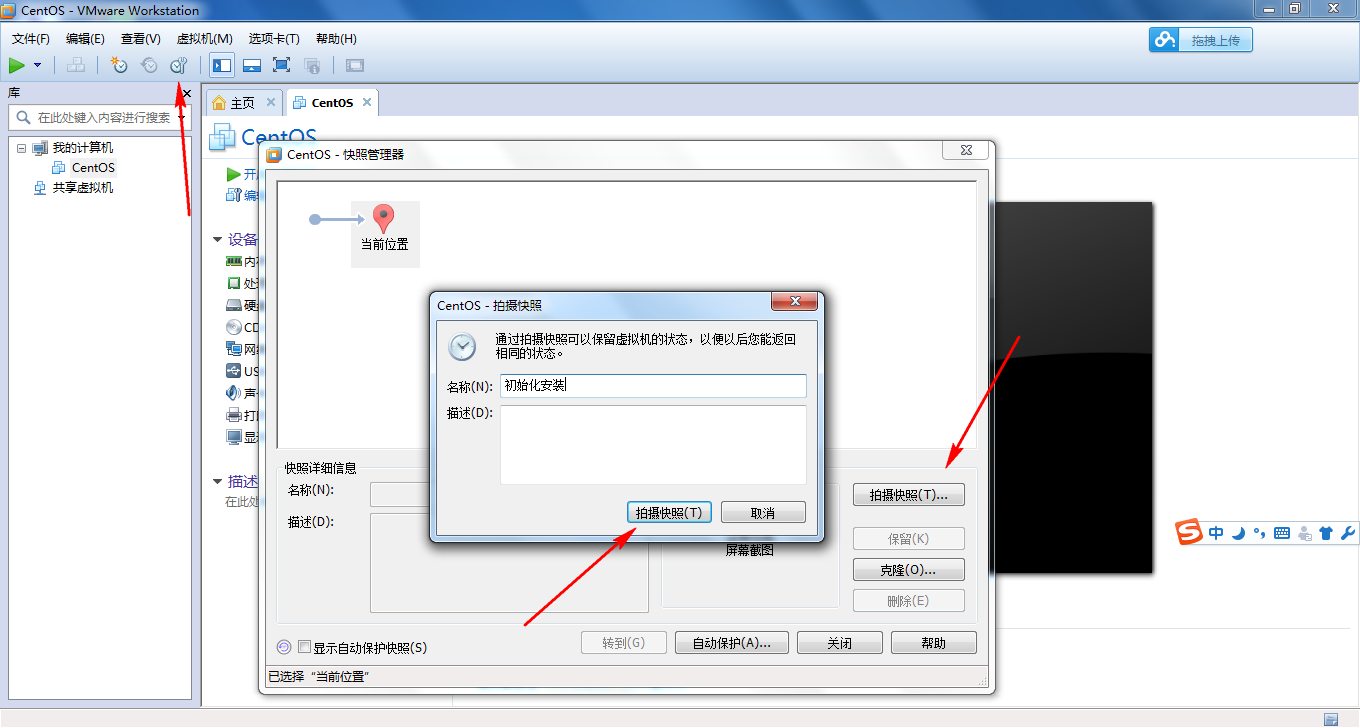 CentOS - VMware Workstation
文件(F) 编辑(E) 查看(V) 虚拟机(M) 选项卡(T) 帮助(H)
拖拽上传
库
在此处键入内容进行搜索
我的计算机
CentOS
共享虚拟机
主页
CentOS
CentOS
编
设备
内
处
硬
CD
网络
US
声
打
显
描述
在此处
CentOS - 快照管理器
当前位置
CentOS - 拍摄快照
通过拍摄快照可以保留虚拟机的状态，以便以后您能返回
相同的状态。
名称(N): 初始化安装
描述(D):
拍摄快照(T) 取消
快照详细信息
名称(N):
描述(D):
屏幕截图
拍摄快照(T)...
保留(K)
克隆(O)...
删除(E)
显示自动保护快照(S)
转到(G) 自动保护(A)... 关闭 帮助
已选择 “当前位置”
中